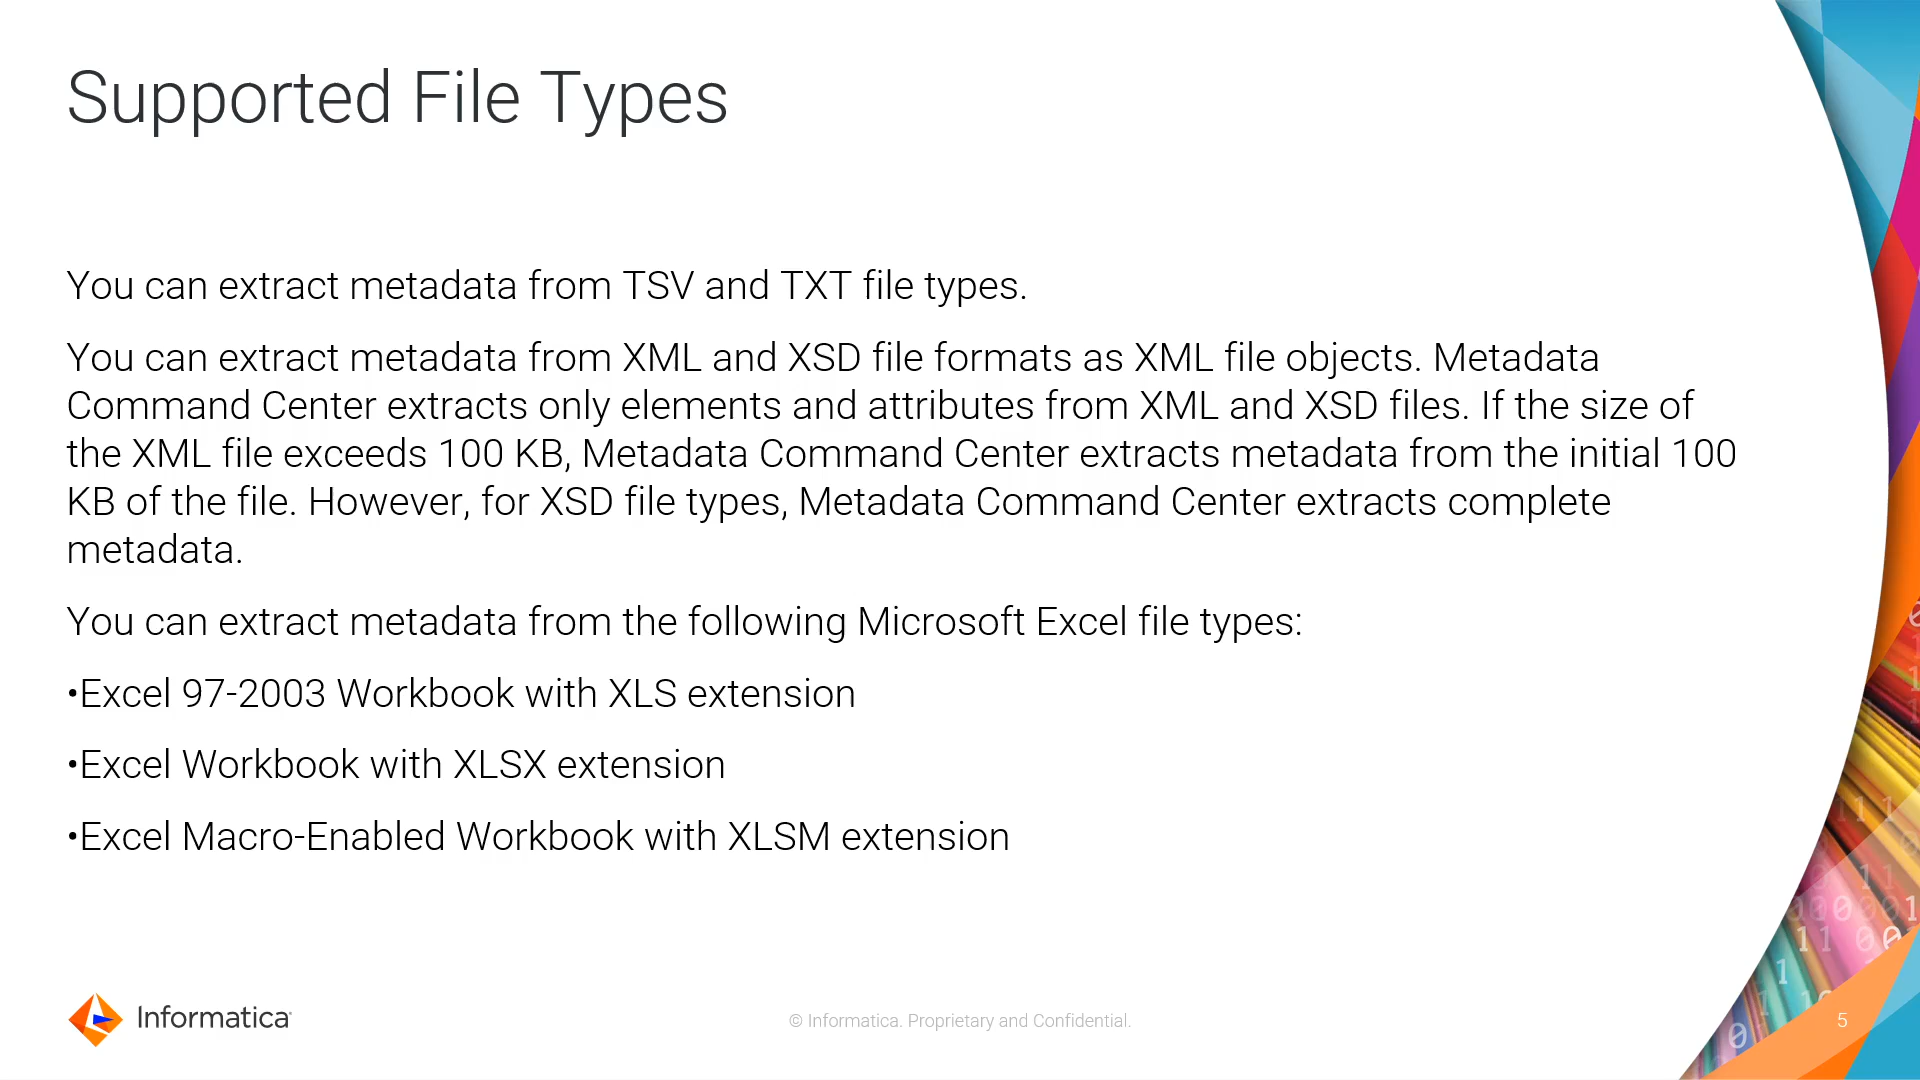 Supported File Types
You can extract metadata from TSV and TXT file types.
You can extract metadata from XML and XSD file formats as XML file objects. Metadata
Command Center extracts only elements and attributes from XML and XSD files. If the size of
the XML file exceeds 100 KB, Metadata Command Center extracts metadata from the initial 100
KB of the file. However, for XSD file types, Metadata Command Center extracts complete
metadata.
You can extract metadata from the following Microsoft Excel file types:
•Excel 97-2003 Workbook with XLS extension
•Excel Workbook with XLSX extension
•Excel Macro-Enabled Workbook with XLSM extension
Informatica
© Informatica. Proprietary and Confidential.
5